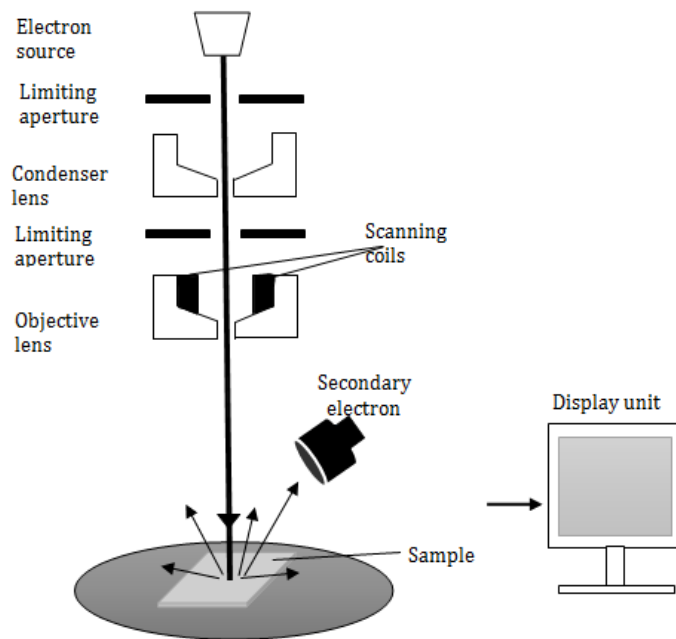 Electron
source
Limiting
aperture
Condenser
lens
Limiting
aperture
Scanning
coils
Objective
lens
Secondary
electron
Display unit
Sample